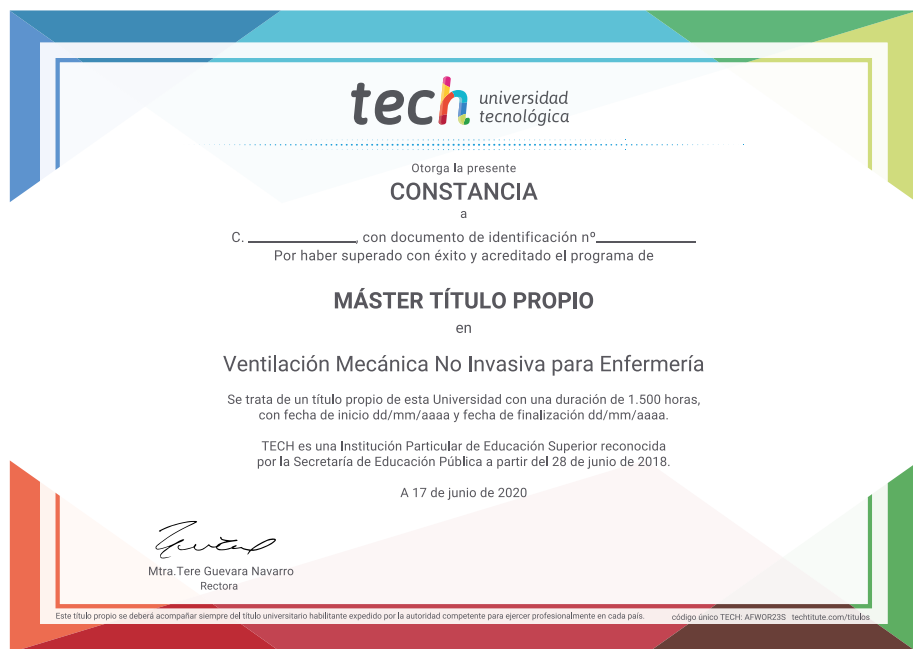 tech universidad
tecnológica
Otorga la presente
CONSTANCIA
a
C. ____________, con documento de identificación nº____________
Por haber superado con éxito y acreditado el programa de
MÁSTER TÍTULO PROPIO
en
Ventilación Mecánica No Invasiva para Enfermería
Se trata de un título propio de esta Universidad con una duración de 1.500 horas,
con fecha de inicio dd/mm/aaaa y fecha de finalización dd/mm/aaaa.
TECH es una Institución Particular de Educación Superior reconocida
por la Secretaría de Educación Pública a partir del 28 de junio de 2018.
A 17 de junio de 2020
Mtra.Tere Guevara Navarro
Rectora
Este título propio se deberá acompañar siempre del título universitario habilitante expedido por la autoridad competente para ejercer profesionalmente en cada país. código único TECH: AFWOR23S techtitute.com/titulos